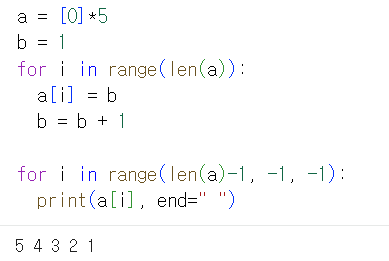 a = [0]*5
b = 1
for i in range(len(a)):
  a[i] = b
  b = b + 1

for i in range(len(a)-1, -1, -1):
  print(a[i], end=" ")
5 4 3 2 1